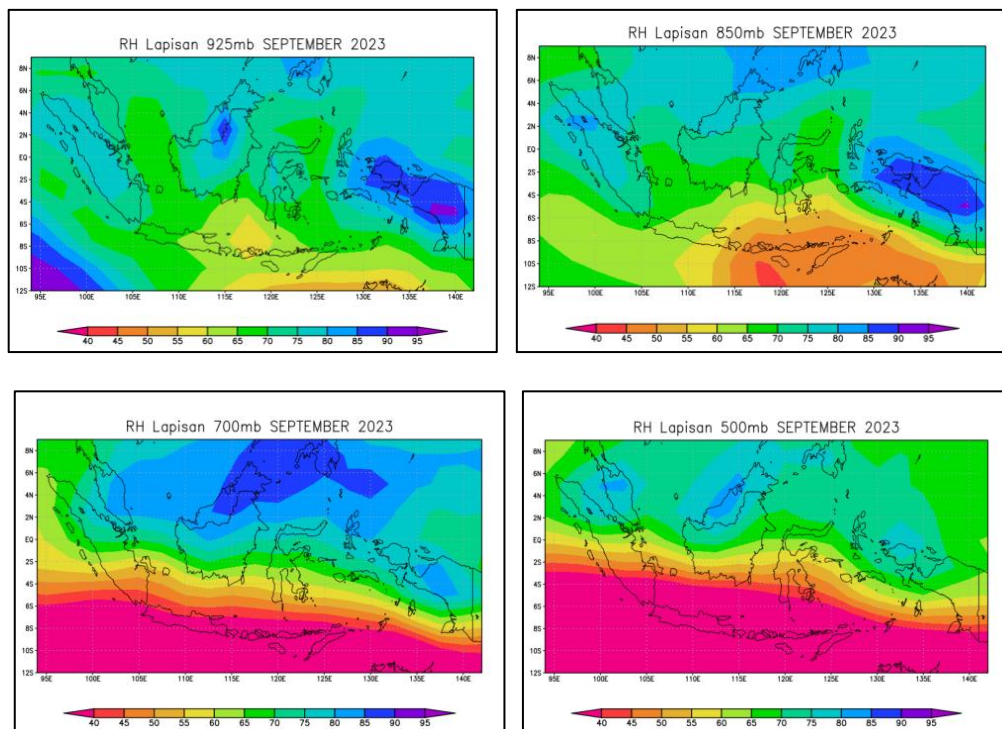 RH Lapisan 925mb SEPTEMBER 2023
8N
6N
4N
2N
EQ
2S
4S
6S
8S
10S
12S
95E 100E 105E 110E 115E 120E 125E 130E 135E 140E
40 45 50 55 60 65 70 75 80 85 90 95
RH Lapisan 850mb SEPTEMBER 2023
8N
6N
4N
2N
EQ
2S
4S
6S
8S
10S
12S
95E 100E 105E 110E 115E 120E 125E 130E 135E 140E
40 45 50 55 60 65 70 75 80 85 90 95
RH Lapisan 700mb SEPTEMBER 2023
8N
6N
4N
2N
EQ
2S
4S
6S
8S
10S
12S
95E 100E 105E 110E 115E 120E 125E 130E 135E 140E
40 45 50 55 60 65 70 75 80 85 90 95
RH Lapisan 500mb SEPTEMBER 2023
8N
6N
4N
2N
EQ
2S
4S
6S
8S
10S
12S
95E 100E 105E 110E 115E 120E 125E 130E 135E 140E
40 45 50 55 60 65 70 75 80 85 90 95